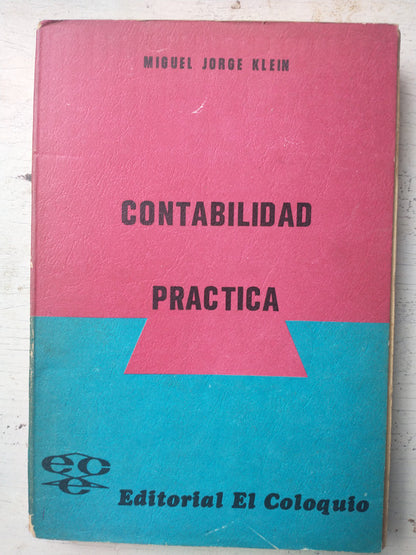 MIGUEL JORGE KLEIN
CONTABILIDAD
PRACTICA
ece
Editorial El Coloquio